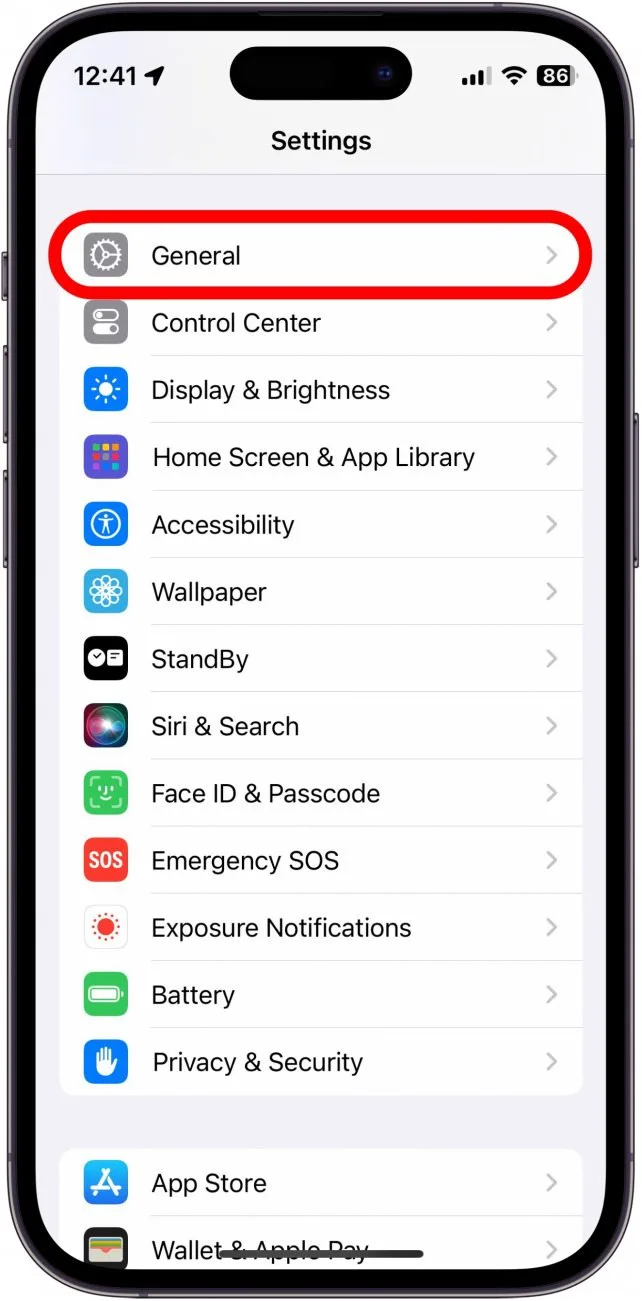 12:41
86
Settings
General
Control Center
Display & Brightness
Home Screen & App Library
Accessibility
Wallpaper
StandBy
Siri & Search
Face ID & Passcode
SOS
Emergency SOS
Exposure Notifications
Battery
Privacy & Security
App Store
Wallet & Apple Pay